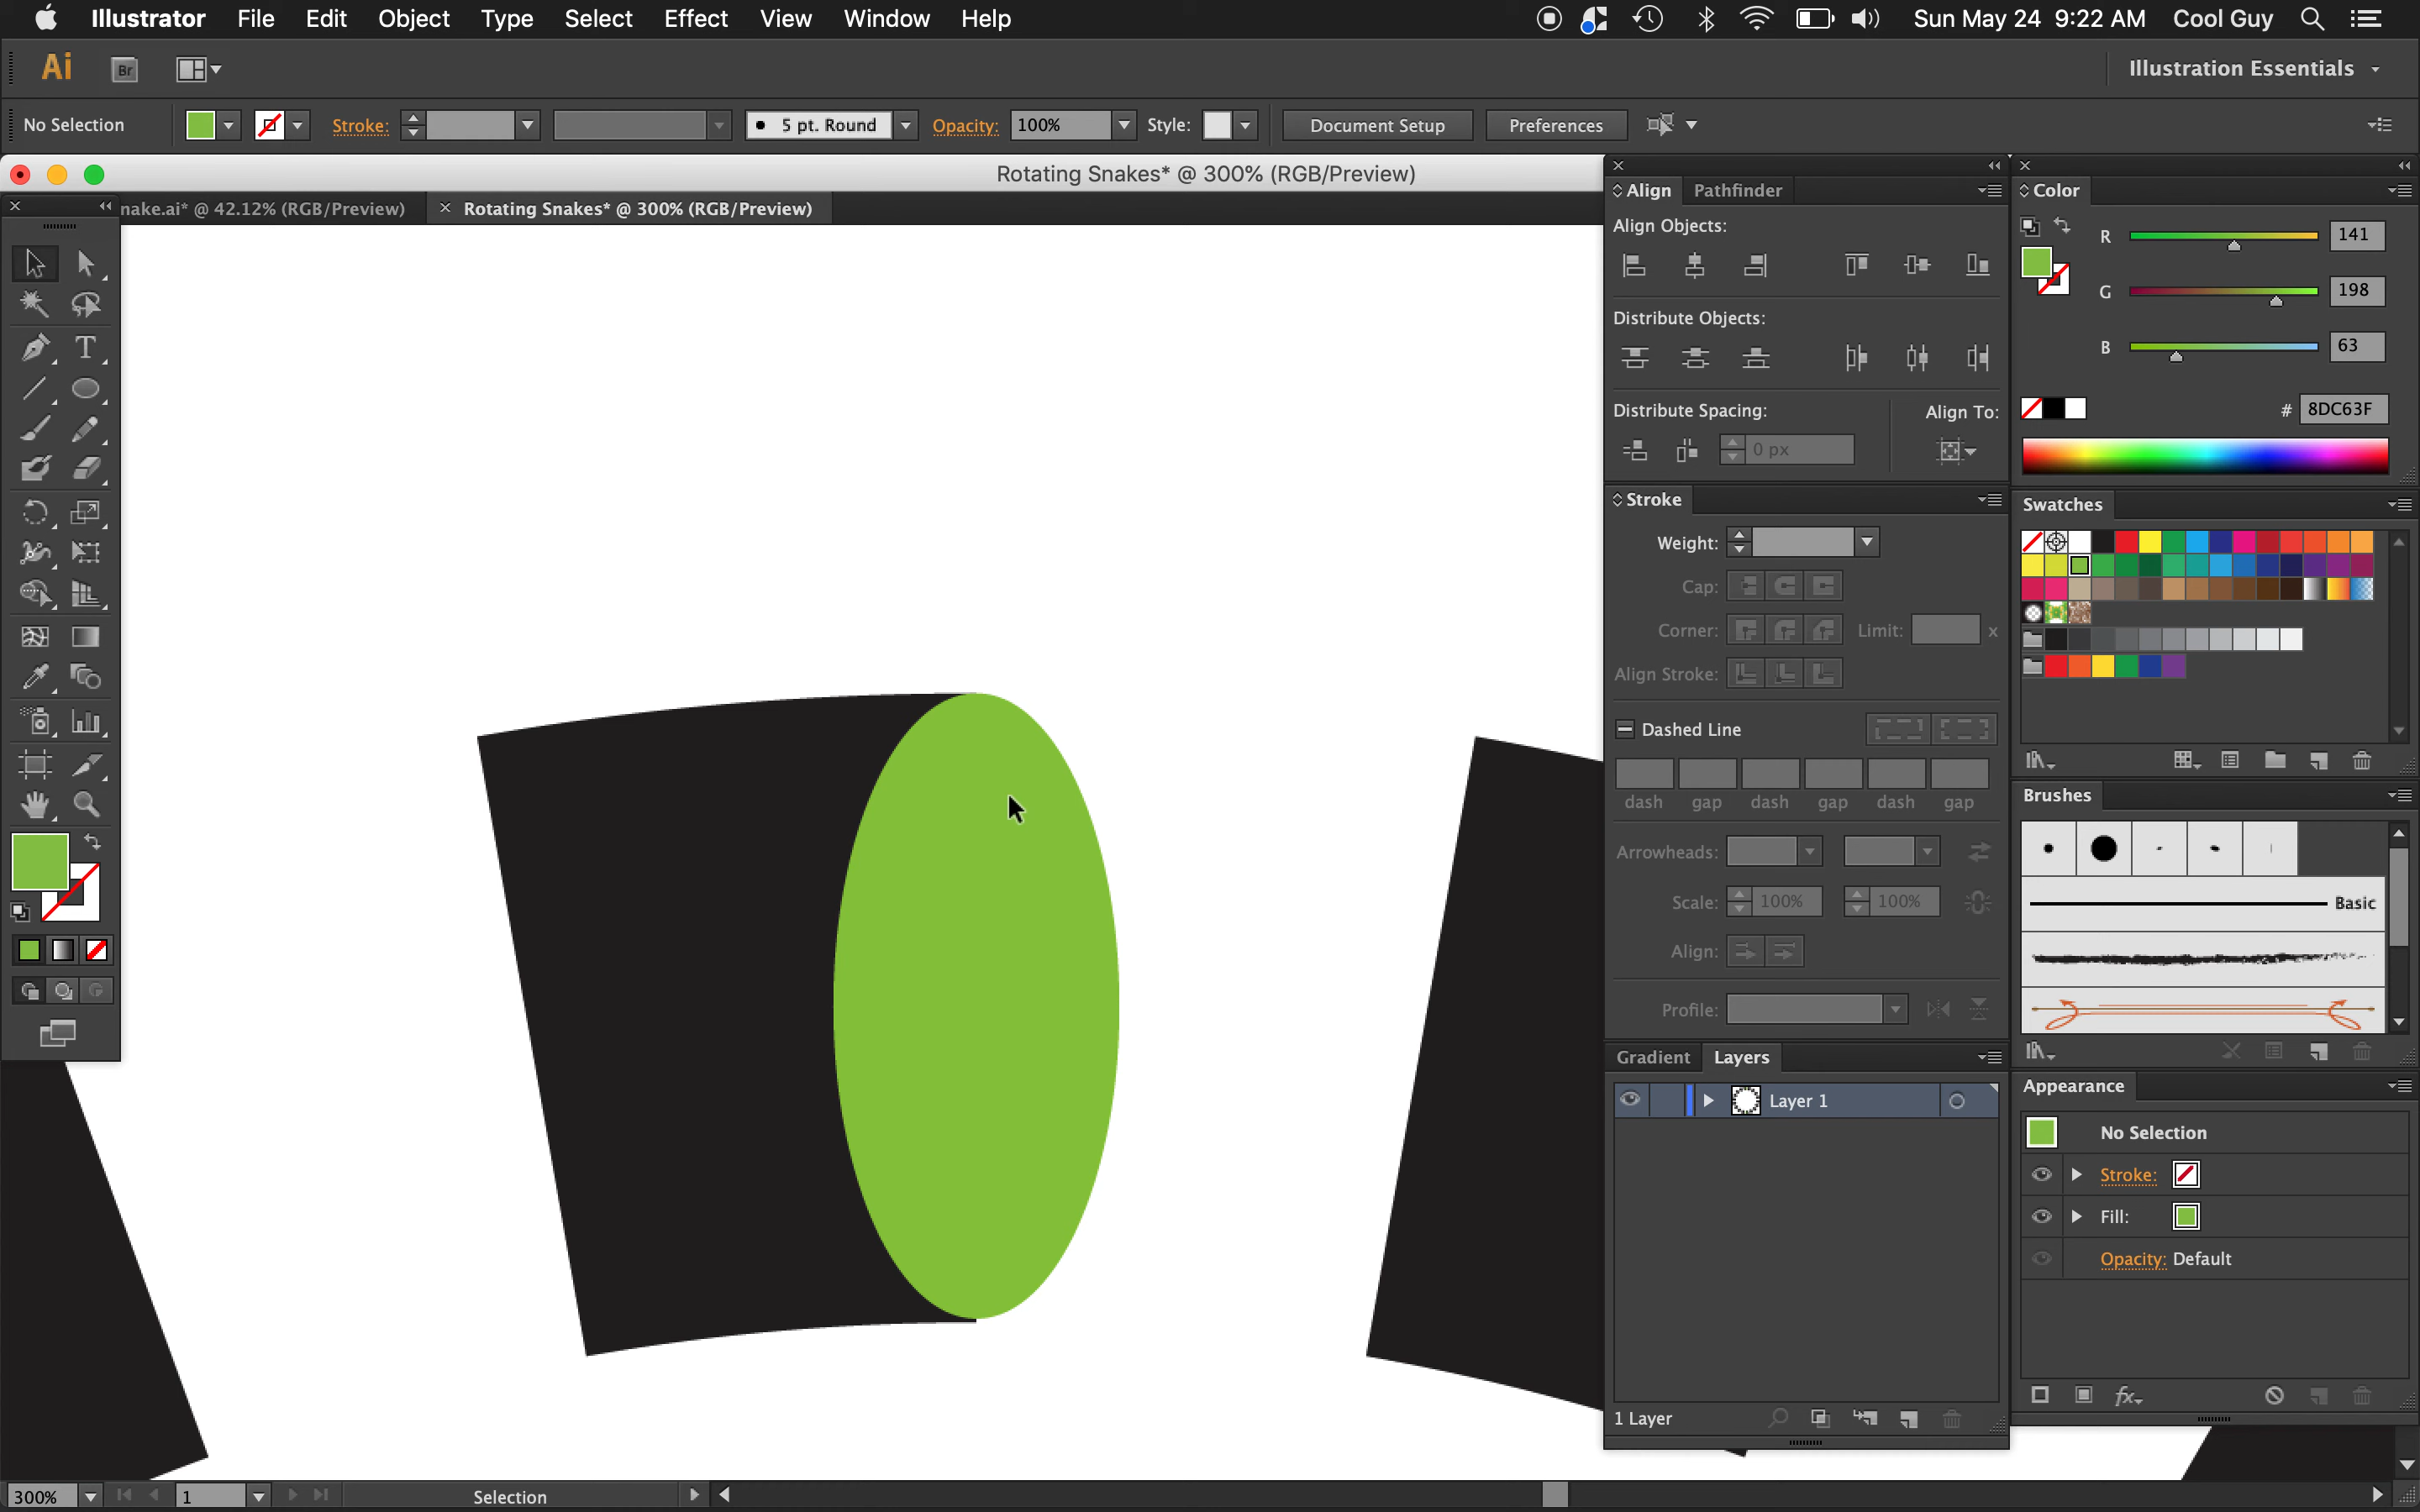 Illustrator File Edit Object Type Select Effect View Window Help Sun May 24 9:22 AM Cool Guy
Ai Br Illustration Essentials
No Selection Stroke: 5 pt. Round Opacity: 100% Style: Document Setup Preferences
Rotating Snakes* @ 300% (RGB/Preview)
nake.ai* @ 42.12% (RGB/Preview) × Rotating Snakes* @ 300% (RGB/Preview)
Align Pathfinder
Align Objects:
Distribute Objects:
Distribute Spacing: Align To:
0 px
Stroke
Weight:
Cap:
Corner: Limit: x
Align Stroke:
Dashed Line
dash gap dash gap dash gap
Arrowheads:
Scale: 100% 100%
Align:
Profile:
Gradient Layers
Layer 1
1 Layer
Color
R 141
G 198
B 63
# 8DC63F
Swatches
Brushes
Basic
Appearance
No Selection
Stroke:
Fill:
Opacity: Default
fx
T
300% 1 Selection